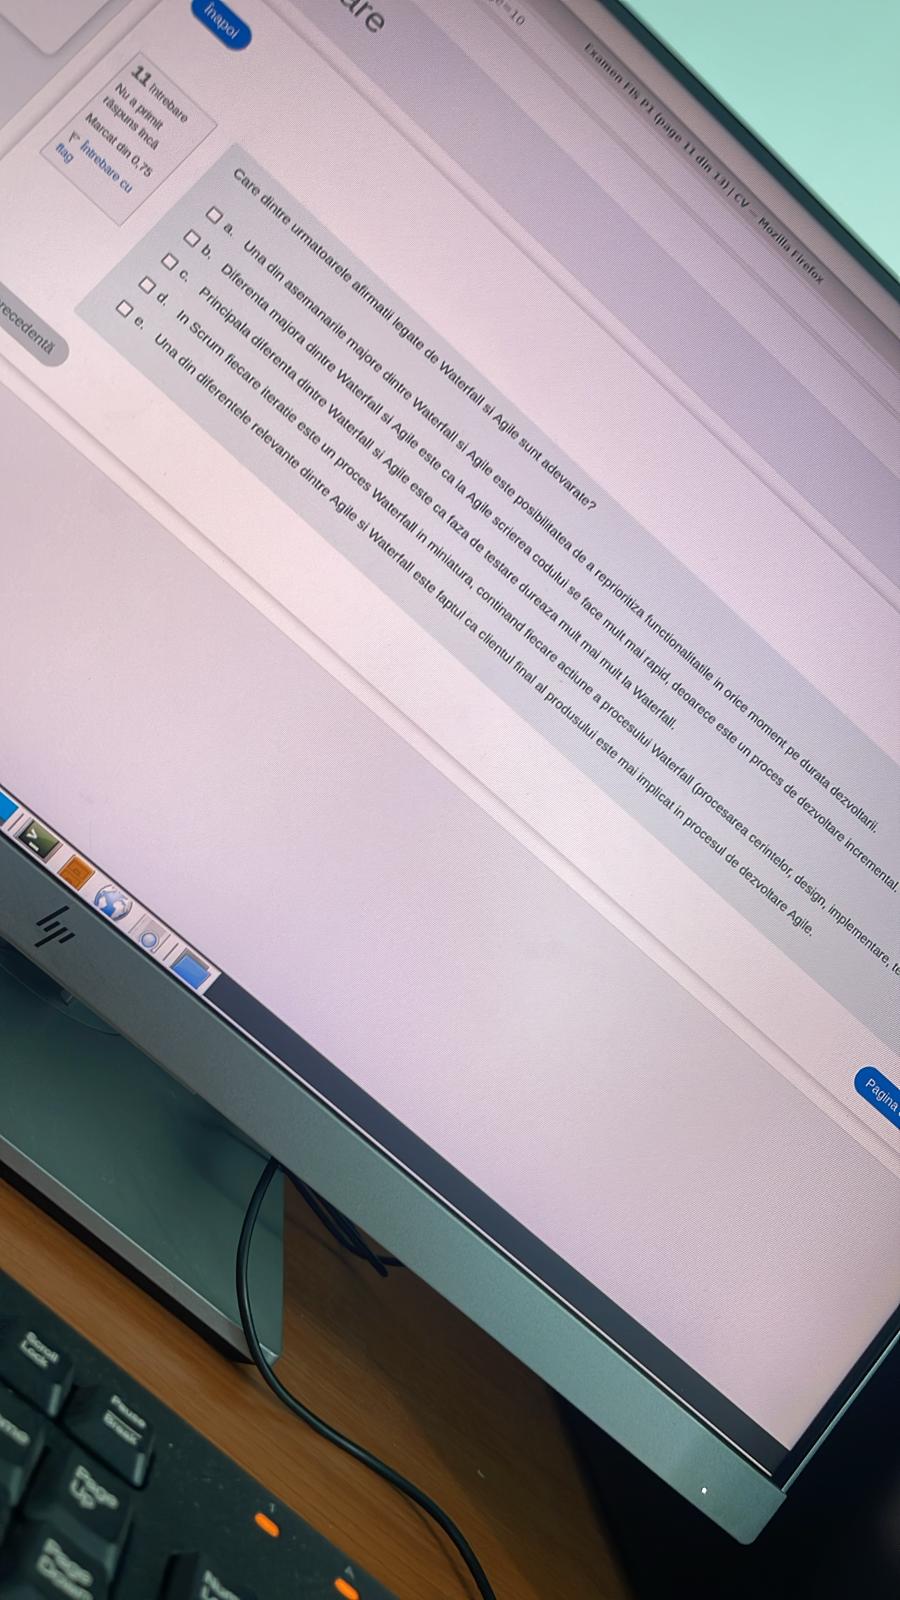 Examen FIS P1 (page 11 din 13) | CV — Mozilla Firefox
=10
are
Înapoi
11 Întrebare
Nu a primit
răspuns încă
Marcat din 0,75
Întrebare cu
flag
Care dintre urmatoarele afirmatii legate de Waterfall si Agile sunt adevarate?
a. Una din asemanarile majore dintre Waterfall si Agile este posibilitatea de a reprioritiza functionalitatile in orice moment pe durata dezvoltarii.
b. Diferenta majora dintre Waterfall si Agile este ca la Agile scrierea codului se face mult mai rapid, deoarece este un proces de dezvoltare incremental.
c. Principala diferenta dintre Waterfall si Agile este ca faza de testare dureaza mult mai mult la Waterfall.
d. In Scrum fiecare iteratie este un proces Waterfall in miniatura, continand fiecare actiune a procesului Waterfall (procesarea cerintelor, design, implementare, te
e. Una din diferentele relevante dintre Agile si Waterfall este faptul ca clientul final al produsului este mai implicat in procesul de dezvoltare Agile.
recedentă
Pagina
hp
Scroll
Lock
Pause
Break
Page
Up
Page
Down
Num